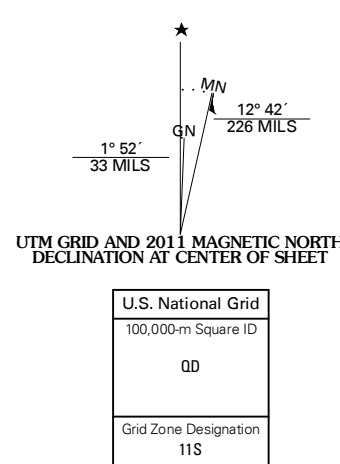 MN
GN
12° 42´
226 MILS
1° 52´
33 MILS
UTM GRID AND 2011 MAGNETIC NORTH
DECLINATION AT CENTER OF SHEET
U.S. National Grid
100,000-m Square ID
QD
Grid Zone Designation
11S